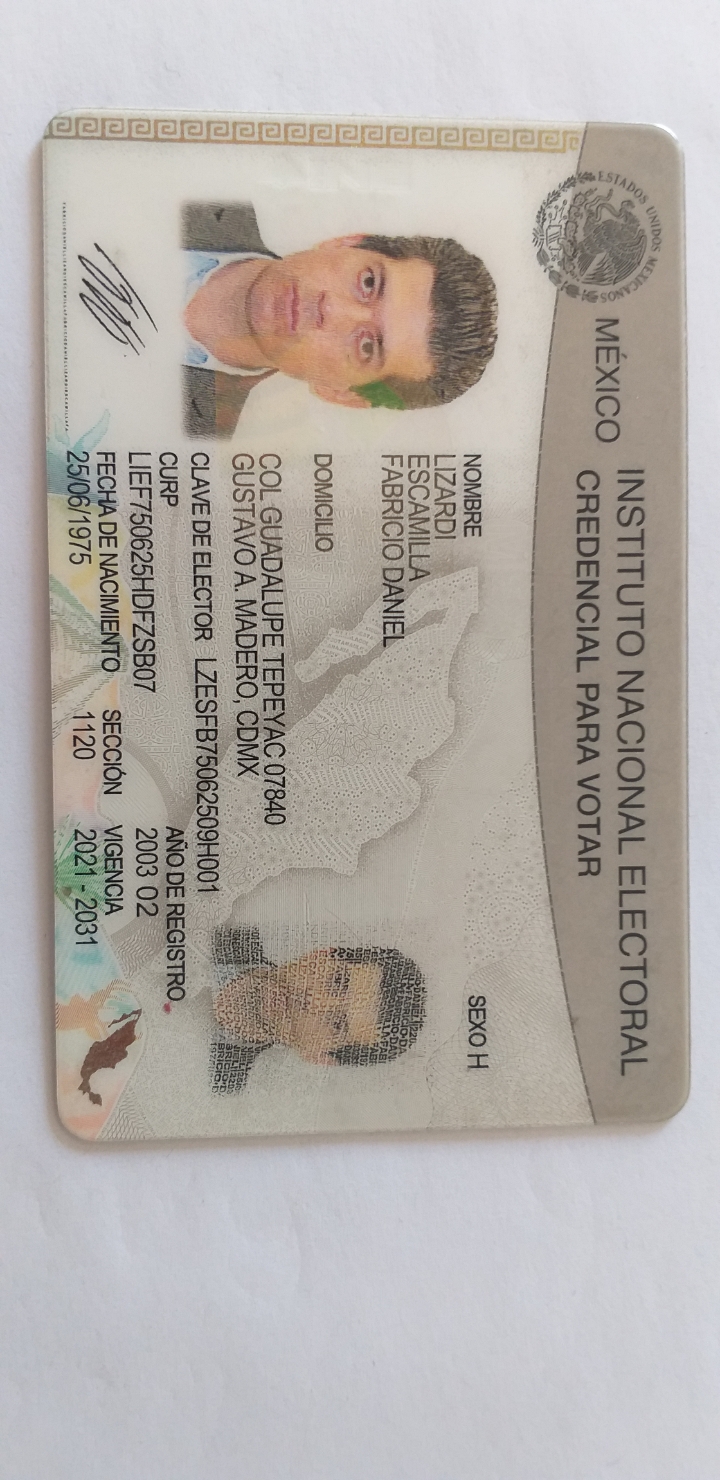 ESTADOS UNIDOS MEXICANOS
MÉXICO
INSTITUTO NACIONAL ELECTORAL
CREDENCIAL PARA VOTAR
NOMBRE
SEXO H
LIZARDI
ESCAMILLA
FABRICIO DANIEL
DOMICILIO
COL GUADALUPE TEPEYAC 07840
GUSTAVO A. MADERO, CDMX
CLAVE DE ELECTOR LZESFB75062509H001
CURP
AÑO DE REGISTRO
LIEF750625HDFZSB07
2003 02
FECHA DE NACIMIENTO
SECCIÓN
VIGENCIA
25/06/1975
1120
2021 - 2031